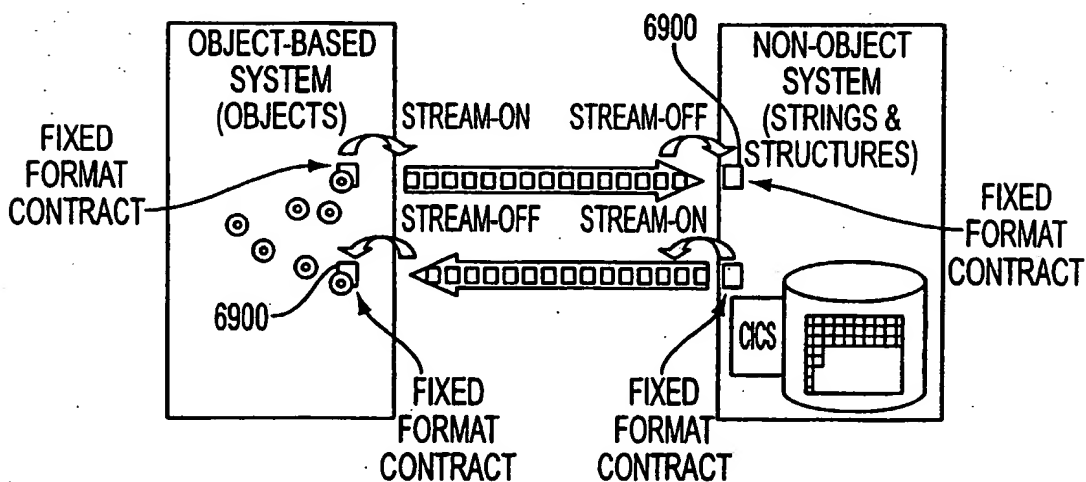 OBJECT-BASED
SYSTEM
(OBJECTS)
6900
NON-OBJECT
SYSTEM
(STRINGS &
STRUCTURES)
FIXED
FORMAT
CONTRACT
STREAM-ON
STREAM-OFF
STREAM-OFF
STREAM-ON
FIXED
FORMAT
CONTRACT
6900
CICS
FIXED
FORMAT
CONTRACT
FIXED
FORMAT
CONTRACT